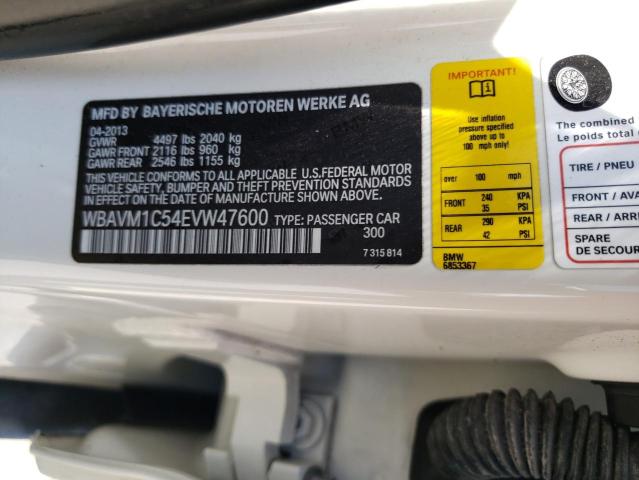 MFD BY BAYERISCHE MOTOREN WERKE AG
04-2013
GVWR 4497 lbs 2040 kg
GAWR FRONT 2116 lbs 960 kg
GAWR REAR 2546 lbs 1155 kg
THIS VEHICLE CONFORMS TO ALL APPLICABLE U.S.FEDERAL MOTOR
VEHICLE SAFETY, BUMPER AND THEFT PREVENTION STANDARDS
IN EFFECT ON THE DATE OF MANUFACTURE SHOWN ABOVE.
WBAVM1C54EVW47600 TYPE: PASSENGER CAR
300
7 315 814
IMPORTANT!
Use inflation
pressure
specified above
up to
100 mph only!
over 100 mph
FRONT 240 KPA
35 PSI
REAR 290 KPA
42 PSI
BMW
6853367
The combined
Le poids total
TIRE / PNEU
FRONT / AVA
REAR / ARR
SPARE
DE SECOUR